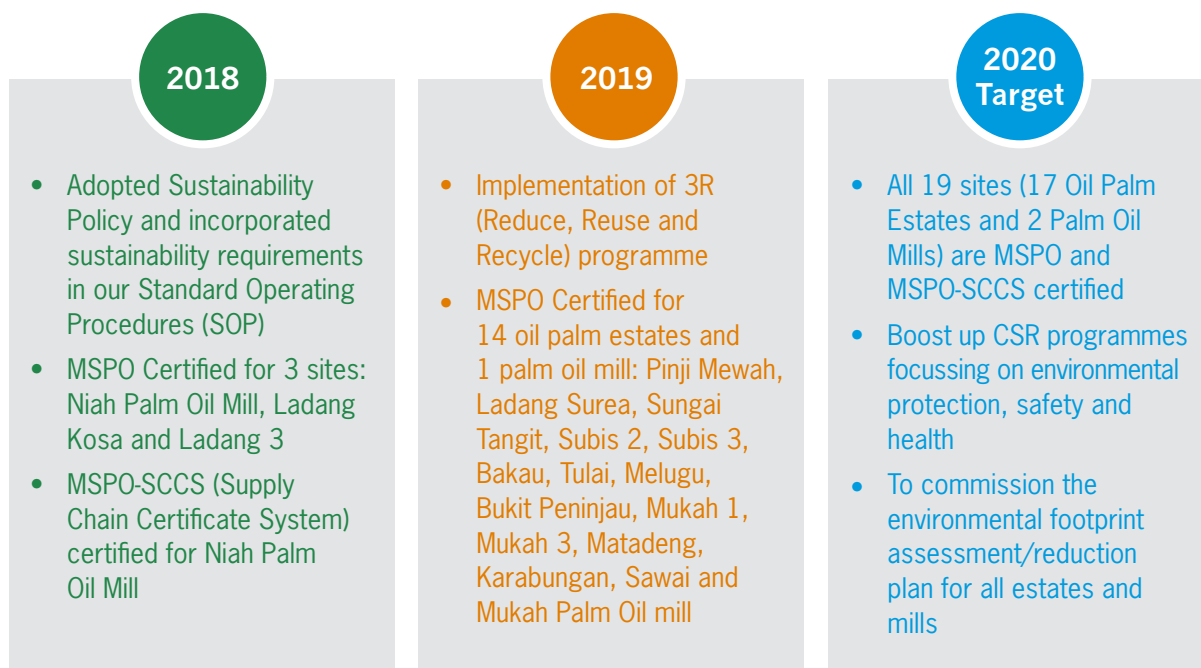 2018
• Adopted Sustainability
Policy and incorporated
sustainability requirements
in our Standard Operating
Procedures (SOP)
• MSPO Certified for 3 sites:
Niah Palm Oil Mill, Ladang
Kosa and Ladang 3
• MSPO-SCCS (Supply
Chain Certificate System)
certified for Niah Palm
Oil Mill
2019
• Implementation of 3R
(Reduce, Reuse and
Recycle) programme
• MSPO Certified for
14 oil palm estates and
1 palm oil mill: Pinji Mewah,
Ladang Surea, Sungai
Tangit, Subis 2, Subis 3,
Bakau, Tulai, Melugu,
Bukit Peninjau, Mukah 1,
Mukah 3, Matadeng,
Karabungan, Sawai and
Mukah Palm Oil mill
2020
Target
• All 19 sites (17 Oil Palm
Estates and 2 Palm Oil
Mills) are MSPO and
MSPO-SCCS certified
• Boost up CSR programmes
focussing on environmental
protection, safety and
health
• To commission the
environmental footprint
assessment/reduction
plan for all estates and
mills